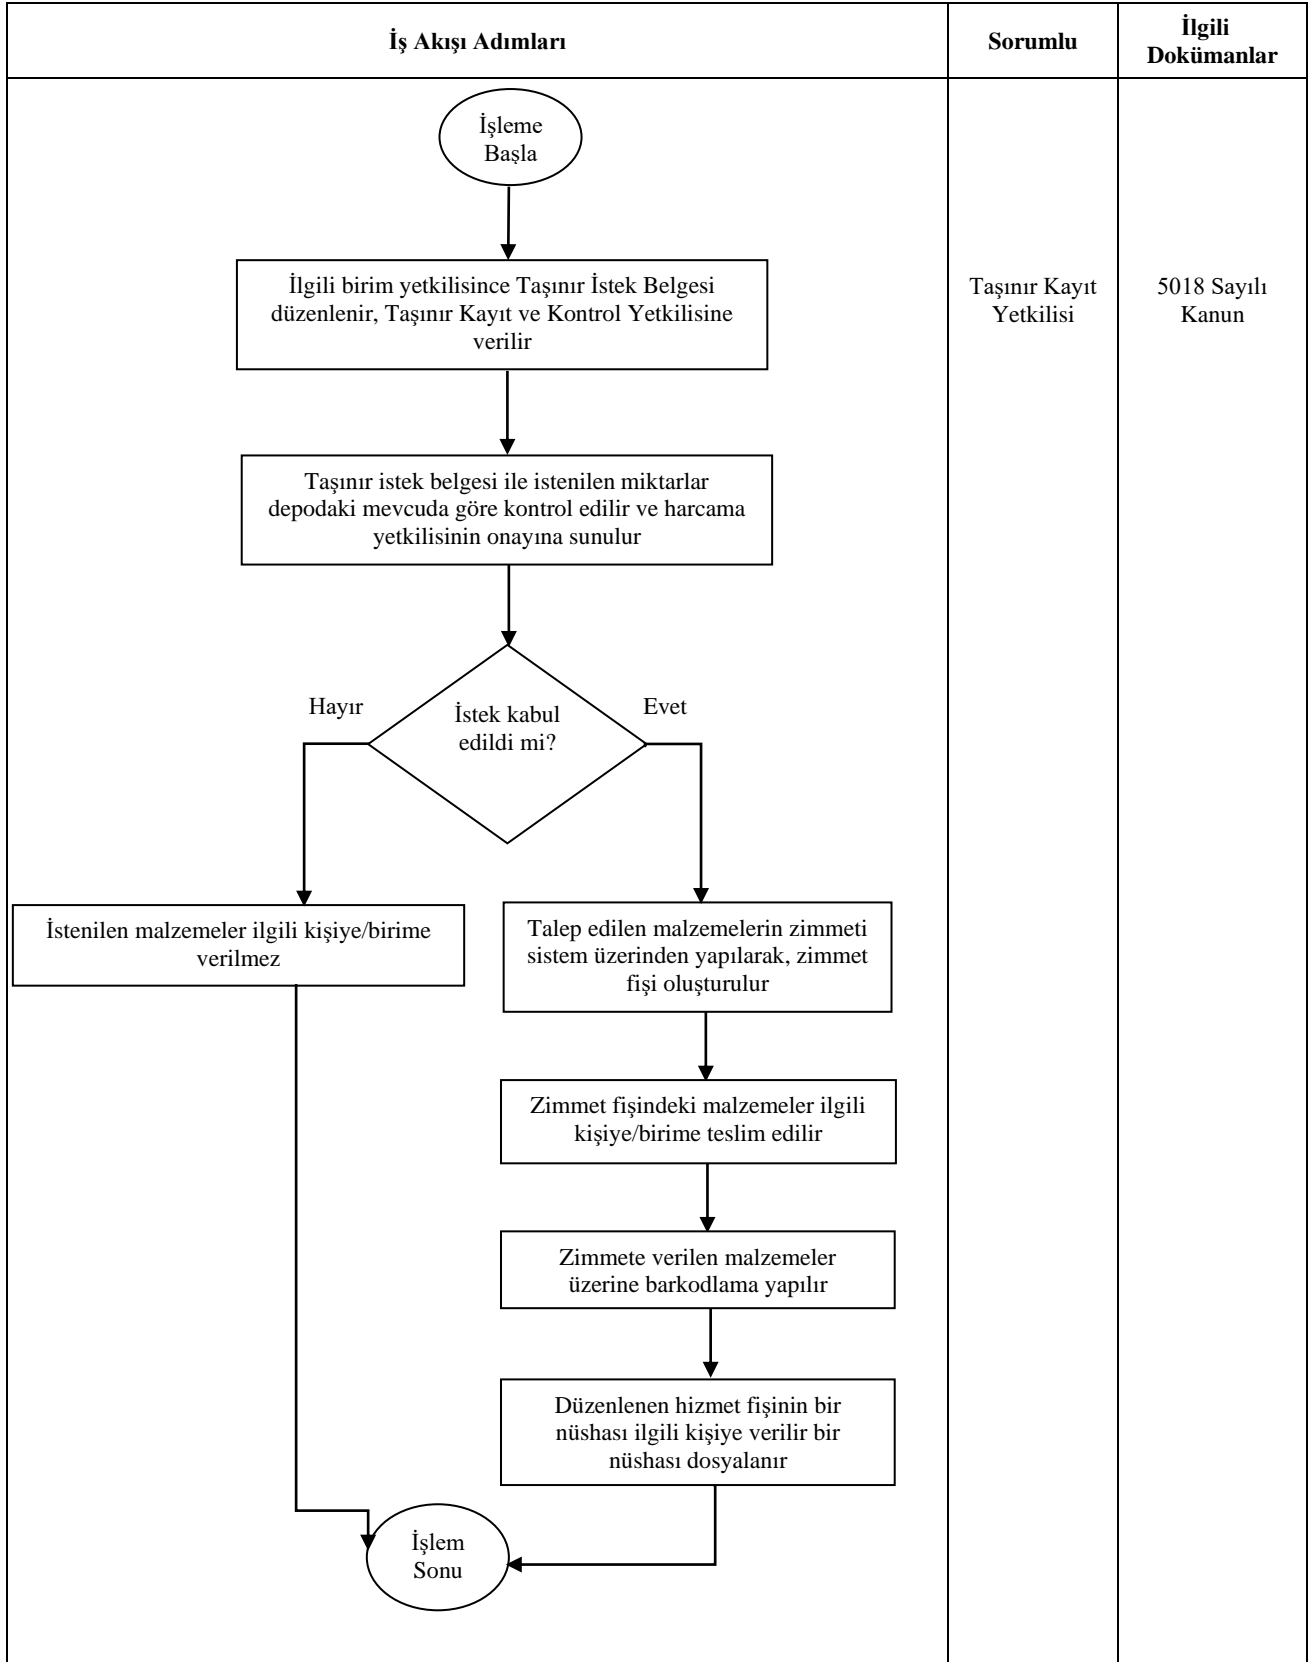 İş Akışı Adımları
Sorumlu
İlgili
Dokümanlar
İşleme
Başla
İlgili birim yetkilisince Taşınır İstek Belgesi
düzenlenir, Taşınır Kayıt ve Kontrol Yetkilisine
verilir
Taşınır Kayıt
Yetkilisi
5018 Sayılı
Kanun
Taşınır istek belgesi ile istenilen miktarlar
depodaki mevcuda göre kontrol edilir ve harcama
yetkilisinin onayına sunulur
Hayır
İstek kabul
edildi mi?
Evet
İstenilen malzemeler ilgili kişiye/birime
verilmez
Talep edilen malzemelerin zimmeti
sistem üzerinden yapılarak, zimmet
fişi oluşturulur
Zimmet fişindeki malzemeler ilgili
kişiye/birime teslim edilir
Zimmete verilen malzemeler
üzerine barkodlama yapılır
Düzenlenen hizmet fişinin bir
nüshası ilgili kişiye verilir bir
nüshası dosyalanır
İşlem
Sonu